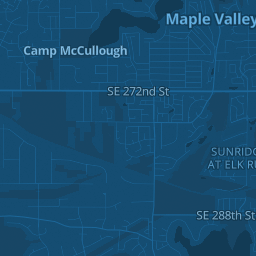 Maple Valley
Camp McCullough
SE 272nd St
SUNRIDG
AT ELK R
SE 288th St